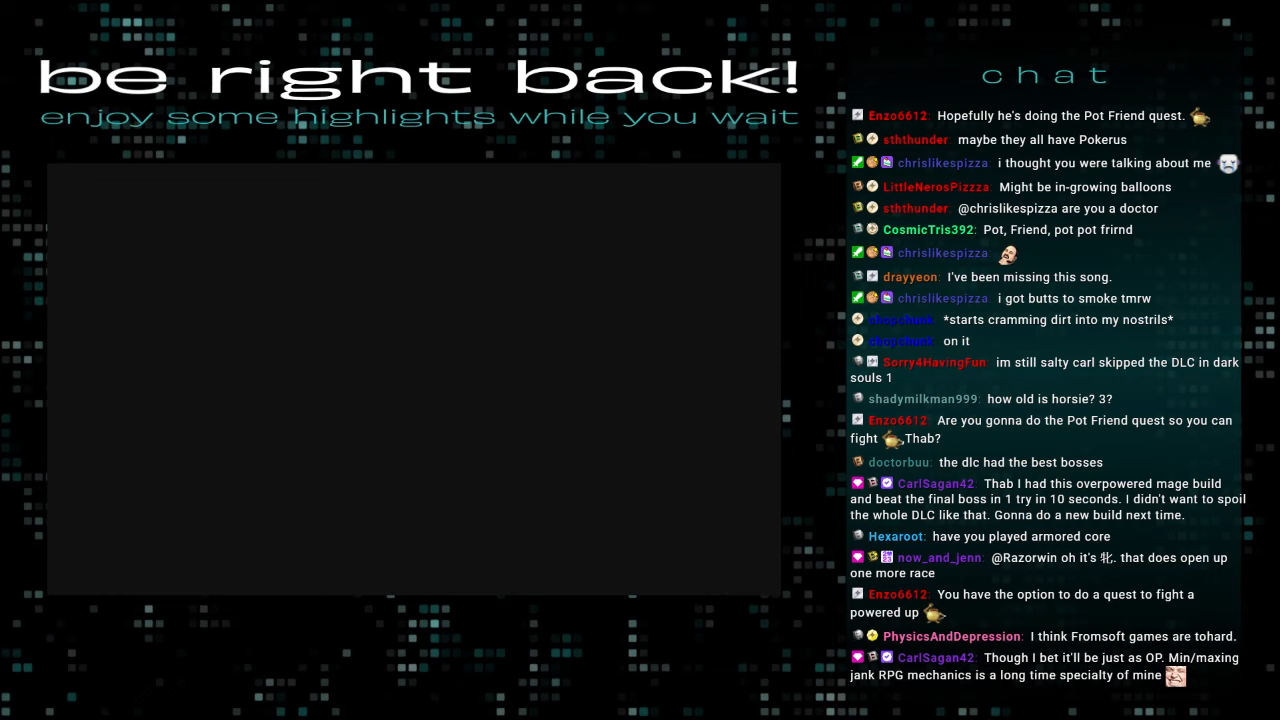 be right back!
enjoy some highlights while you wait
chat
Enzo6612: Hopefully he's doing the Pot Friend quest.
sththunder: maybe they all have Pokerus
chrislikespizza: i thought you were talking about me
LittleNerosPizzza: Might be in-growing balloons
sththunder: @chrislikespizza are you a doctor
CosmicTris392: Pot, Friend, pot pot frirnd
chrislikespizza:
drayyeon: I've been missing this song.
chrislikespizza: i got butts to smoke tmrw
chopchunk: *starts cramming dirt into my nostrils*
chopchunk: on it
Sorry4HavingFun: im still salty carl skipped the DLC in dark
souls 1
shadymilkman999: how old is horsie? 3?
Enzo6612: Are you gonna do the Pot Friend quest so you can
fight ,Thab?
doctorbuu: the dlc had the best bosses
CarlSagan42: Thab I had this overpowered mage build
and beat the final boss in 1 try in 10 seconds. I didn't want to spoil
the whole DLC like that. Gonna do a new build next time.
Hexaroot: have you played armored core
now_and_jenn: @Razorwin oh it's 牝. that does open up
one more race
Enzo6612: You have the option to do a quest to fight a
powered up
PhysicsAndDepression: I think Fromsoft games are tohard.
CarlSagan42: Though I bet it'll be just as OP. Min/maxing
jank RPG mechanics is a long time specialty of mine